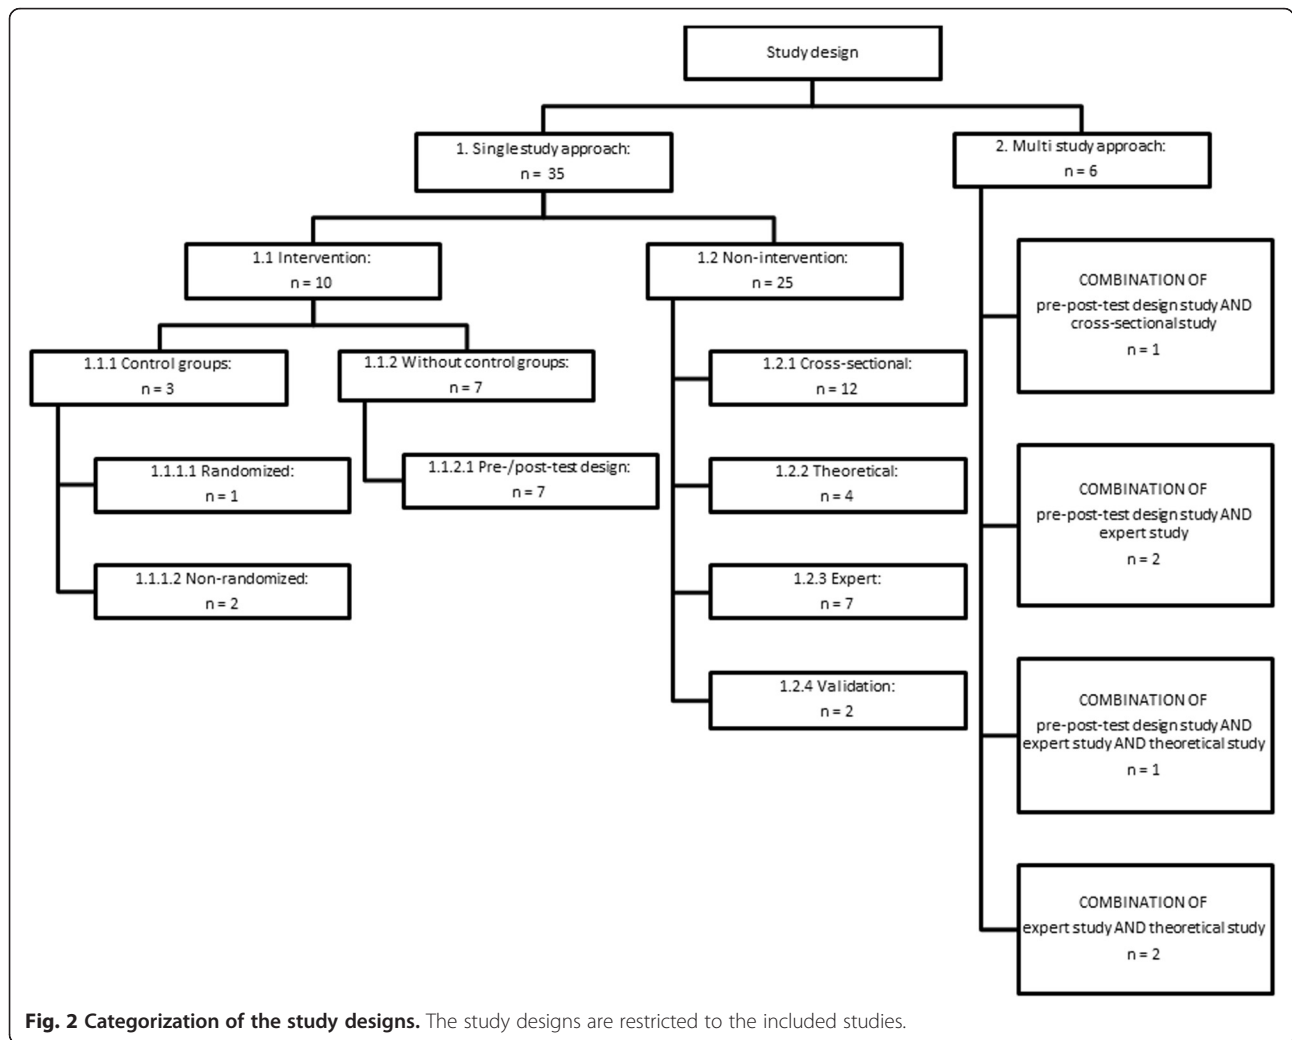 Study design
1. Single study approach:
n = 35
2. Multi study approach:
n = 6
1.1 Intervention:
n = 10
1.2 Non-intervention:
n = 25
1.1.1 Control groups:
n = 3
1.1.2 Without control groups:
n = 7
1.1.1.1 Randomized:
n = 1
1.1.1.2 Non-randomized:
n = 2
1.1.2.1 Pre-/post-test design:
n = 7
1.2.1 Cross-sectional:
n = 12
1.2.2 Theoretical:
n = 4
1.2.3 Expert:
n = 7
1.2.4 Validation:
n = 2
COMBINATION OF
pre-post-test design study AND
cross-sectional study
n = 1
COMBINATION OF
pre-post-test design study AND
expert study
n = 2
COMBINATION OF
pre-post-test design study AND
expert study AND theoretical study
n = 1
COMBINATION OF
expert study AND theoretical study
n = 2
Fig. 2 Categorization of the study designs. The study designs are restricted to the included studies.